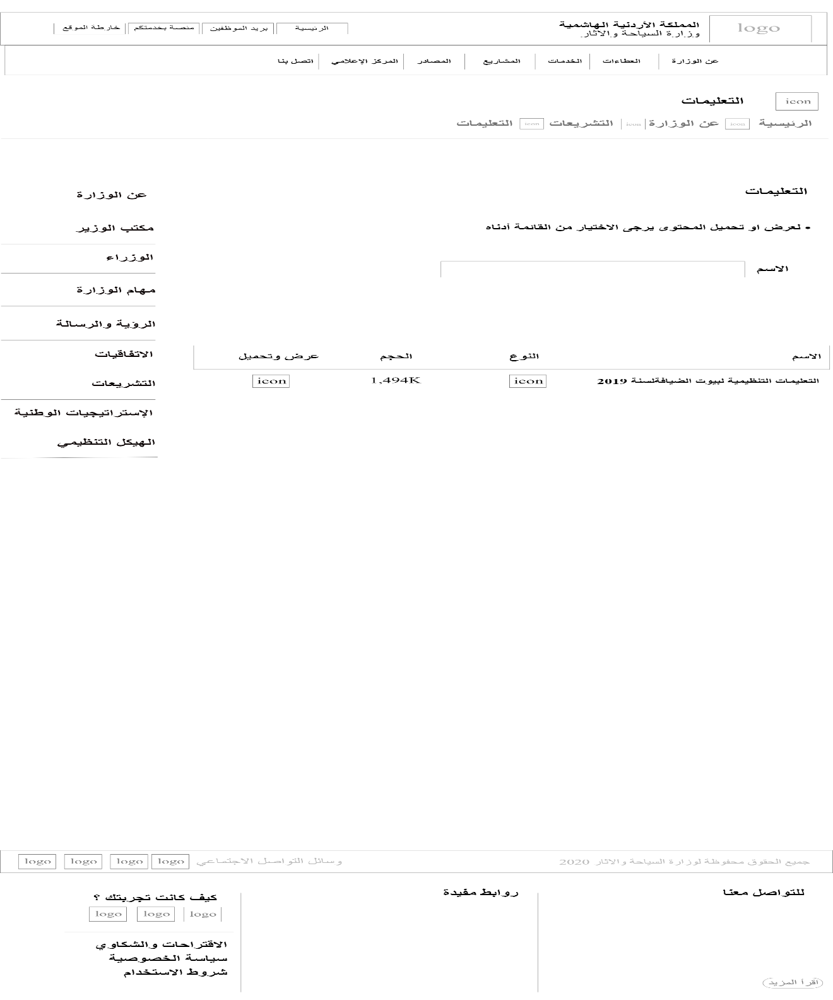 logo
المملكة الأردنية الهاشمية
وزارة السياحة والاثار
الرئيسية
بريد الموظفين
منصة بخدمتكم
خارطة الموقع
عن الوزارة
العطاءات
الخدمات
المشاريع
المصادر
المركز الإعلامي
اتصل بنا
icon
التعليمات
الرئيسية icon عن الوزارة icon التشريعات icon التعليمات
التعليمات
• لعرض او تحميل المحتوى يرجى الاختيار من القائمة أدناه
الاسم
الاسم النوع الحجم عرض وتحميل
التعليمات التنظيمية لبيوت الضيافةلسنة 2019 icon 1,494K icon
عن الوزارة
مكتب الوزير
الوزراء
مهام الوزارة
الرؤية والرسالة
الاتفاقيات
التشريعات
الإستراتيجيات الوطنية
الهيكل التنظيمي
جميع الحقوق محفوظة لوزارة السياحة والاثار 2020
وسائل التواصل الاجتماعي
logo logo logo logo
للتواصل معنا
اقرأ المزيد
روابط مفيدة
كيف كانت تجربتك ؟
logo logo logo
الاقتراحات والشكاوي
سياسة الخصوصية
شروط الاستخدام